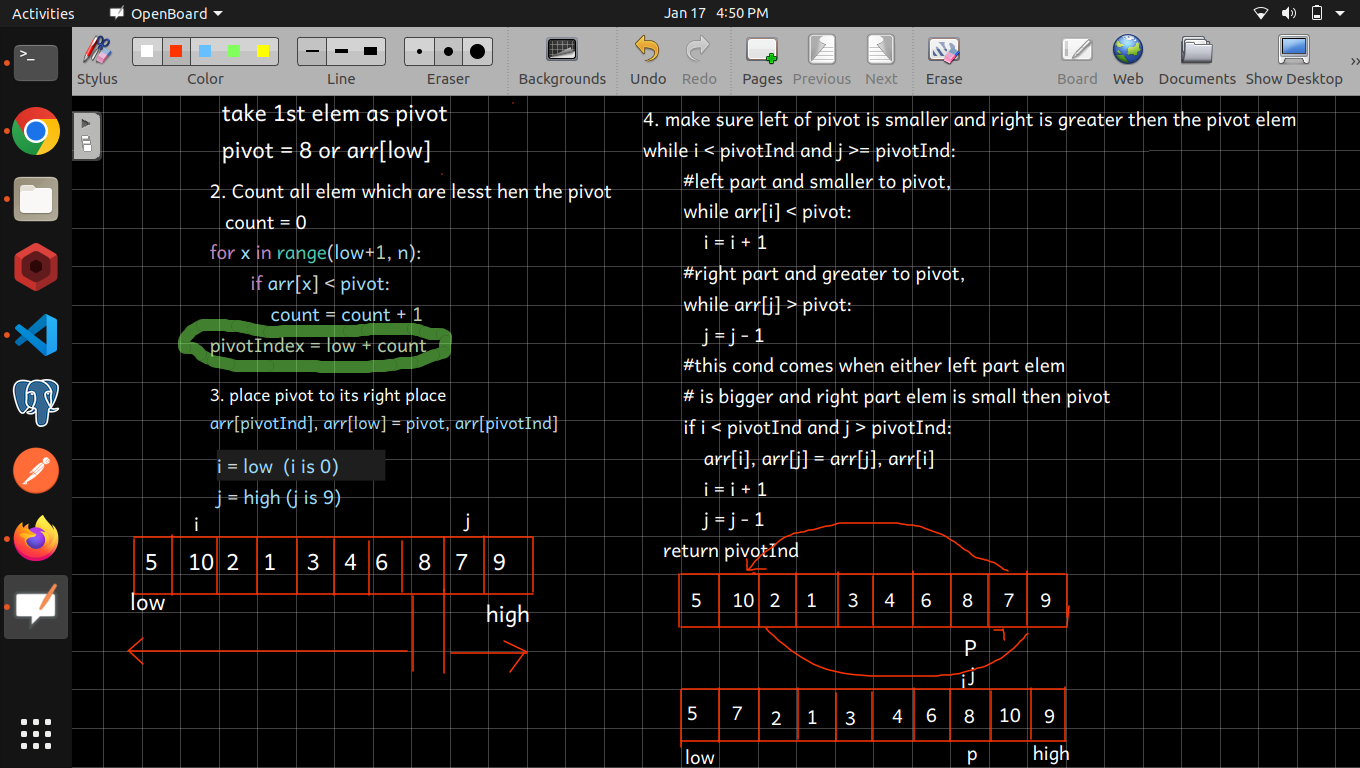 Activities
OpenBoard
Jan 17 4:50 PM
Stylus
Color
Line
Eraser
Backgrounds
Undo
Redo
Pages
Previous
Next
Erase
Board
Web
Documents
Show Desktop
>_
take 1st elem as pivot
pivot = 8 or arr[low]
2. Count all elem which are lesst hen the pivot
count = 0
for x in range(low+1, n):
if arr[x] < pivot:
count = count + 1
pivotIndex = low + count
3. place pivot to its right place
arr[pivotInd], arr[low] = pivot, arr[pivotInd]
i = low (i is 0)
j = high (j is 9)
i j
5 10 2 1 3 4 6 8 7 9
low
high
4. make sure left of pivot is smaller and right is greater then the pivot elem
while i < pivotInd and j >= pivotInd:
#left part and smaller to pivot,
while arr[i] < pivot:
i = i + 1
#right part and greater to pivot,
while arr[j] > pivot:
j = j - 1
#this cond comes when either left part elem
# is bigger and right part elem is small then pivot
if i < pivotInd and j > pivotInd:
arr[i], arr[j] = arr[j], arr[i]
i = i + 1
j = j - 1
return pivotInd
5 10 2 1 3 4 6 8 7 9
P
i j
5 7 2 1 3 4 6 8 10 9
low p high